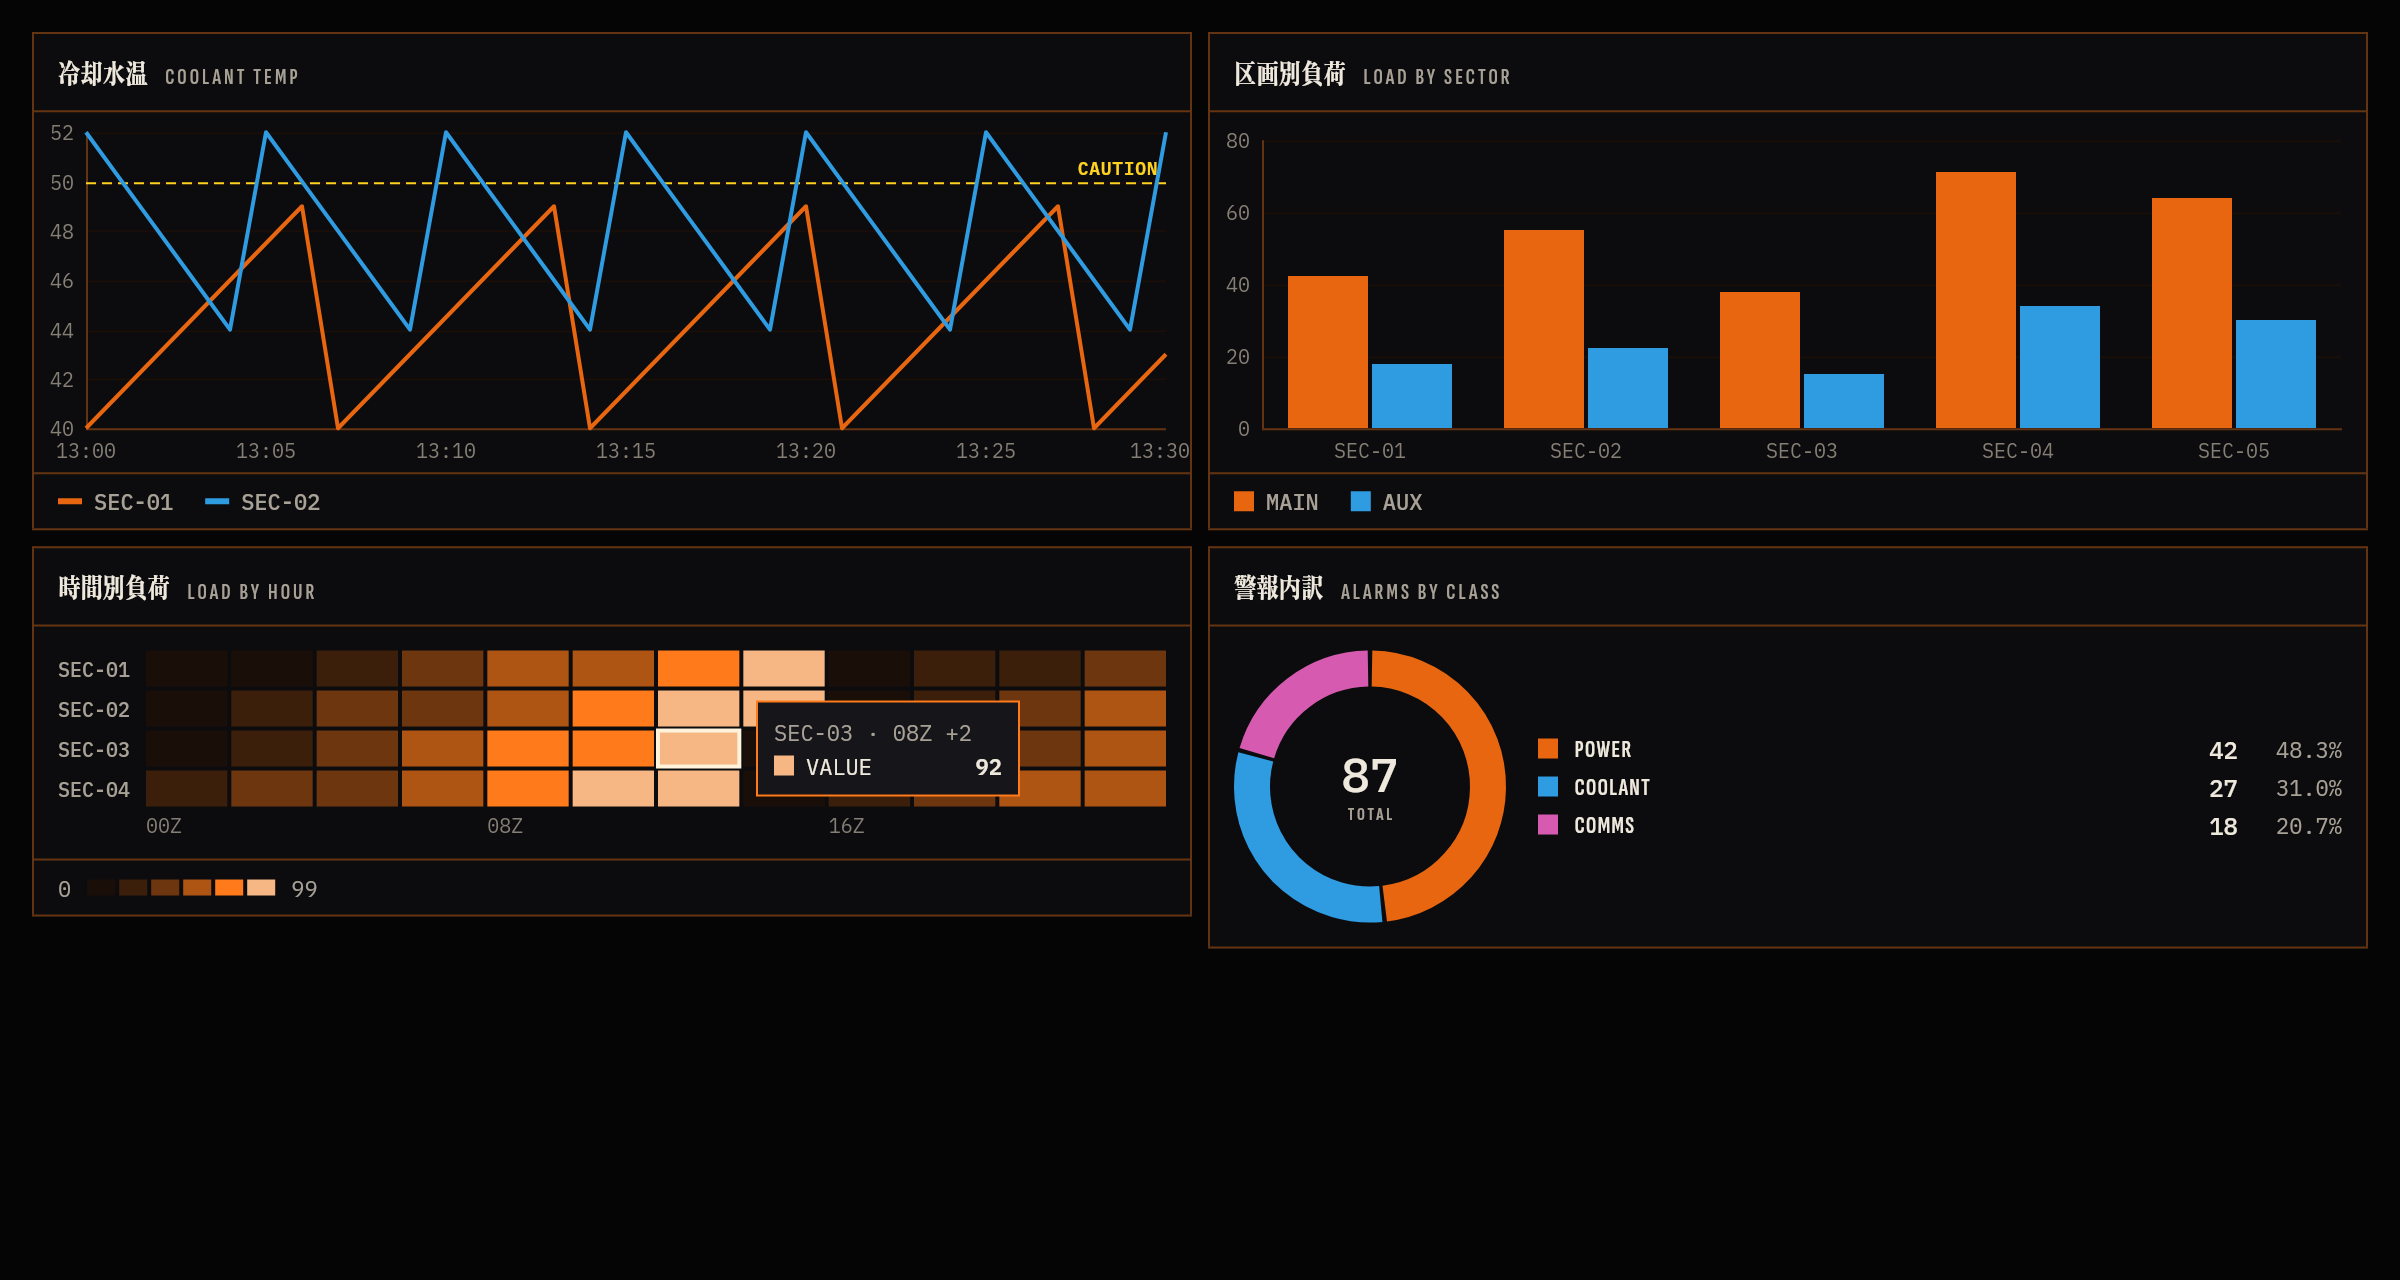 冷却水温 COOLANT TEMP
52
50
48
46
44
42
40
CAUTION
13:00 13:05 13:10 13:15 13:20 13:25 13:30
SEC-01 SEC-02
区画別負荷 LOAD BY SECTOR
80
60
40
20
0
SEC-01 SEC-02 SEC-03 SEC-04 SEC-05
MAIN AUX
時間別負荷 LOAD BY HOUR
SEC-01
SEC-02
SEC-03
SEC-04
SEC-03 · 08Z +2
VALUE 92
00Z 08Z 16Z
0 99
警報内訳 ALARMS BY CLASS
87
TOTAL
POWER 42 48.3%
COOLANT 27 31.0%
COMMS 18 20.7%